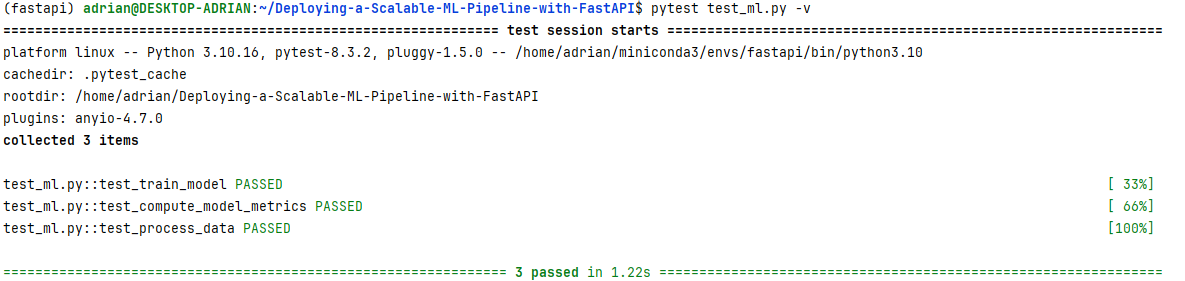 (fastapi) adrian@DESKTOP-ADRIAN:~/Deploying-a-Scalable-ML-Pipeline-with-FastAPI$ pytest test_ml.py -v
============================================================== test session starts ==============================================================
platform linux -- Python 3.10.16, pytest-8.3.2, pluggy-1.5.0 -- /home/adrian/miniconda3/envs/fastapi/bin/python3.10
cachedir: .pytest_cache
rootdir: /home/adrian/Deploying-a-Scalable-ML-Pipeline-with-FastAPI
plugins: anyio-4.7.0
collected 3 items

test_ml.py::test_train_model PASSED                                                                                                       [ 33%]
test_ml.py::test_compute_model_metrics PASSED                                                                                             [ 66%]
test_ml.py::test_process_data PASSED                                                                                                      [100%]

=============================================================== 3 passed in 1.22s ===============================================================